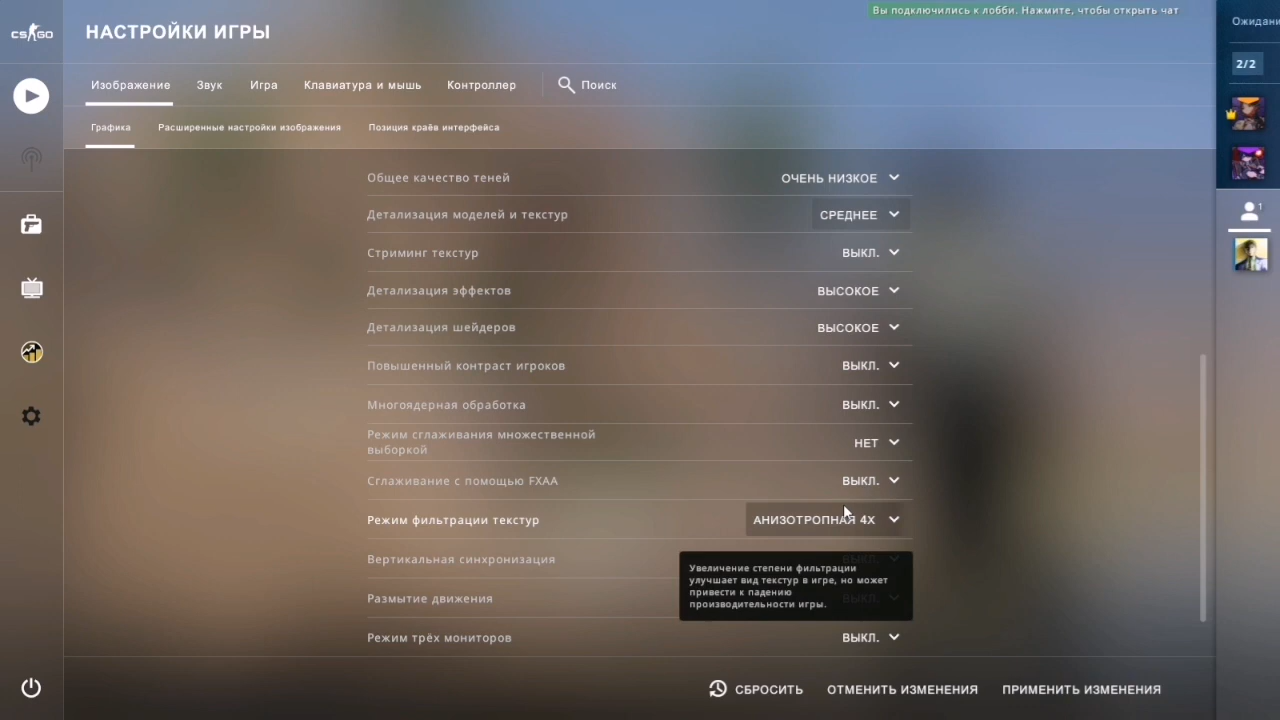 CS GO
НАСТРОЙКИ ИГРЫ
Вы подключились к лобби. Нажмите, чтобы открыть чат
Ожидани
2/2
Изображение Звук Игра Клавиатура и мышь Контроллер Поиск
Графика Расширенные настройки изображения Позиция краёв интерфейса
Общее качество теней ОЧЕНЬ НИЗКОЕ
Детализация моделей и текстур СРЕДНЕЕ
1
Стриминг текстур ВЫКЛ.
Детализация эффектов ВЫСОКОЕ
Детализация шейдеров ВЫСОКОЕ
Повышенный контраст игроков ВЫКЛ.
Многоядерная обработка ВЫКЛ.
Режим сглаживания множественной
выборкой НЕТ
Сглаживание с помощью FXAA ВЫКЛ.
Режим фильтрации текстур АНИЗОТРОПНАЯ 4X
Вертикальная синхронизация ВЫКЛ.
Увеличение степени фильтрации
улучшает вид текстур в игре, но может
привести к падению
производительности игры.
Размытие движения ВЫКЛ.
Режим трёх мониторов ВЫКЛ.
СБРОСИТЬ ОТМЕНИТЬ ИЗМЕНЕНИЯ ПРИМЕНИТЬ ИЗМЕНЕНИЯ